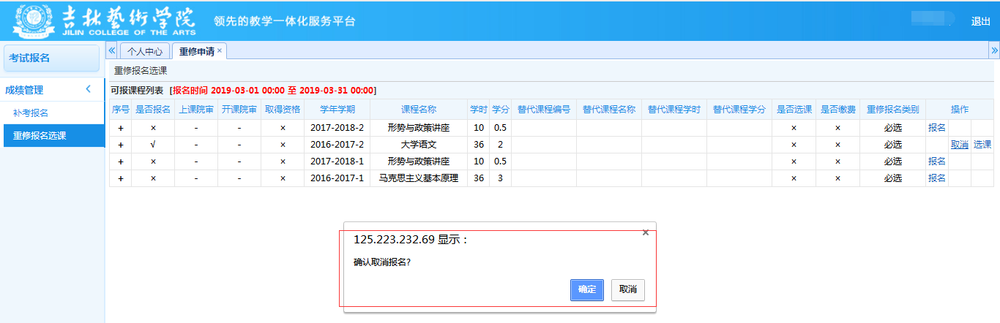 吉林藝術學院
JILIN COLLEGE OF THE ARTS
领先的教学一体化服务平台
退出
考试报名
成绩管理
补考报名
重修报名选课
个人中心 重修申请 ×
重修报名选课
可报课程列表 [报名时间 2019-03-01 00:00 至 2019-03-31 00:00]
序号 是否报名 上课院审 开课院审 取得资格 学年学期 课程名称 学时 学分 替代课程编号 替代课程名称 替代课程学时 替代课程学分 是否选课 是否缴费 重修报名类别 操作
+ × - - × 2017-2018-2 形势与政策讲座 10 0.5 × × 必选 报名
+ √ - - × 2016-2017-2 大学语文 36 2 × × 必选 取消 选课
+ × - - × 2017-2018-1 形势与政策讲座 10 0.5 × × 必选 报名
+ × - - × 2016-2017-1 马克思主义基本原理 36 3 × × 必选 报名
125.223.232.69 显示：
确认取消报名?
确定 取消